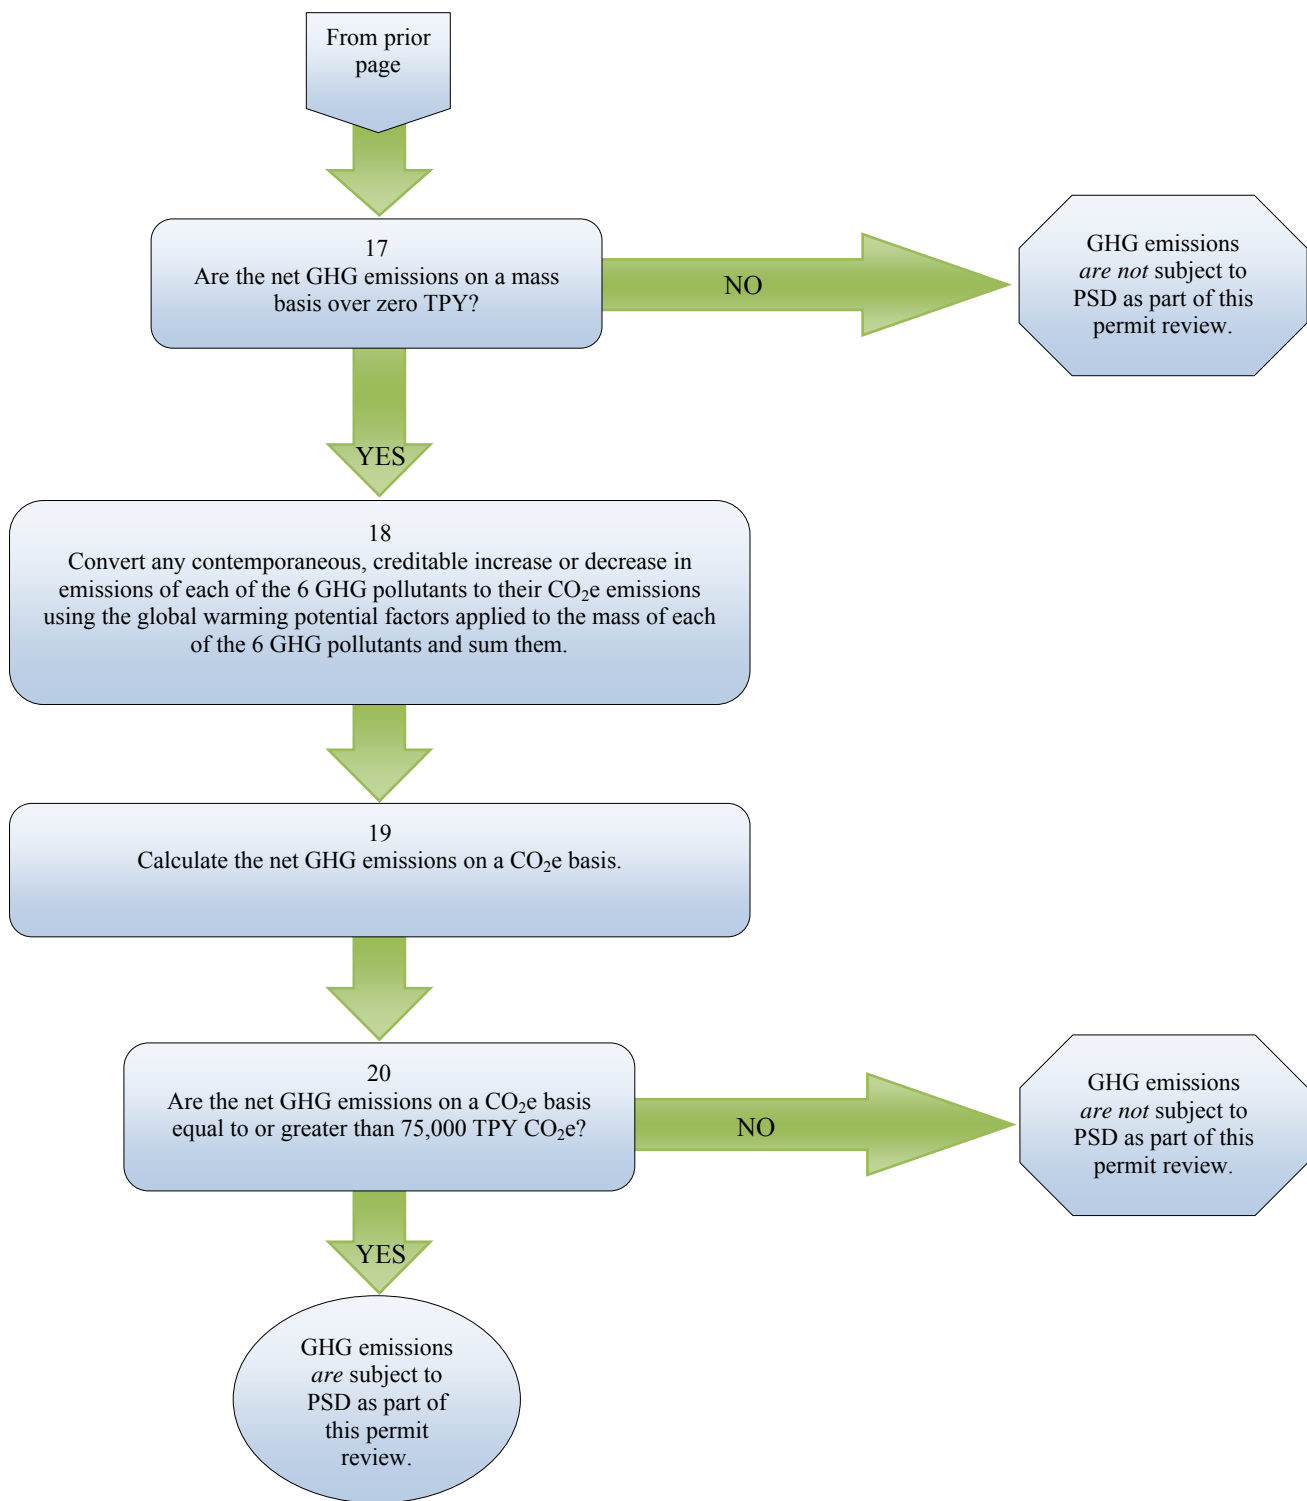 From prior
page
17
Are the net GHG emissions on a mass
basis over zero TPY?
NO
GHG emissions
are not subject to
PSD as part of this
permit review.
YES
18
Convert any contemporaneous, creditable increase or decrease in
emissions of each of the 6 GHG pollutants to their CO₂e emissions
using the global warming potential factors applied to the mass of each
of the 6 GHG pollutants and sum them.
19
Calculate the net GHG emissions on a CO₂e basis.
20
Are the net GHG emissions on a CO₂e basis
equal to or greater than 75,000 TPY CO₂e?
NO
GHG emissions
are not subject to
PSD as part of this
permit review.
YES
GHG emissions
are subject to
PSD as part of
this permit
review.